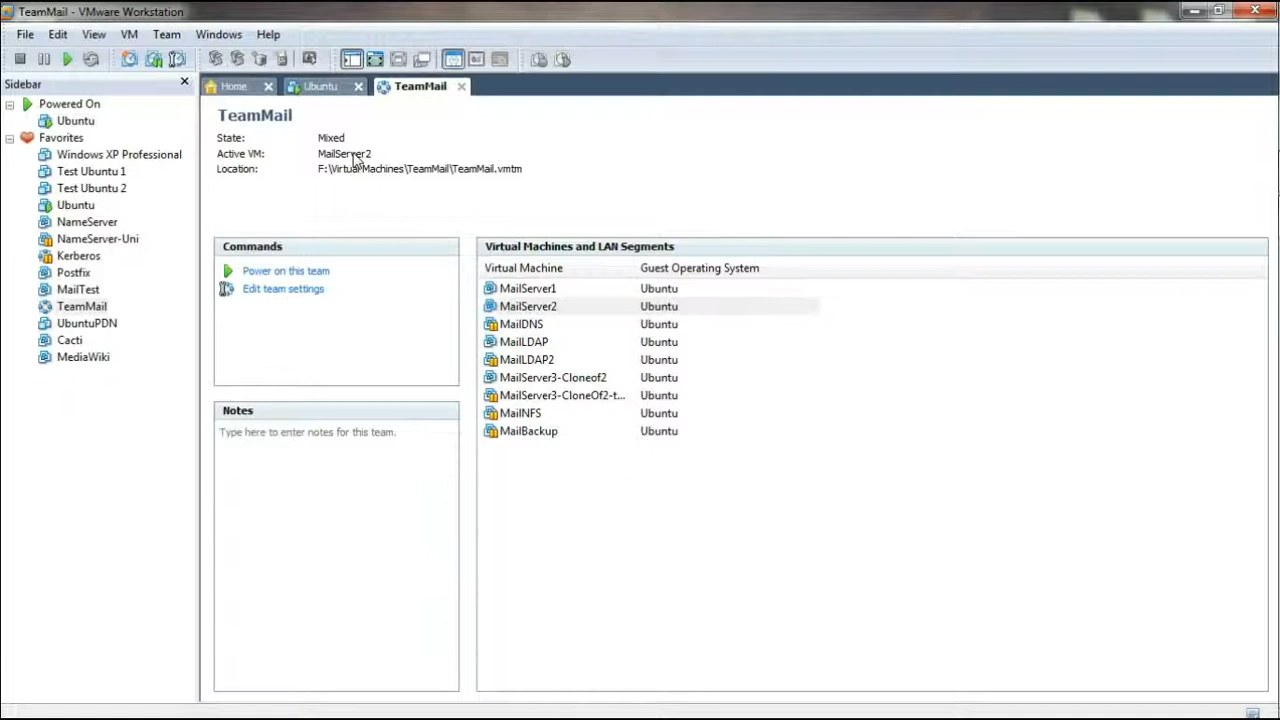 TeamMail - VMware Workstation
File Edit View VM Team Windows Help
Sidebar
Powered On
Ubuntu
Favorites
Windows XP Professional
Test Ubuntu 1
Test Ubuntu 2
Ubuntu
NameServer
NameServer-Uni
Kerberos
Postfix
MailTest
TeamMail
UbuntuPDN
Cacti
MediaWiki
Home Ubuntu TeamMail
TeamMail
State: Mixed
Active VM: MailServer2
Location: F:\Virtual Machines\TeamMail\TeamMail.vmtm
Commands
Power on this team
Edit team settings
Notes
Type here to enter notes for this team.
Virtual Machines and LAN Segments
Virtual Machine Guest Operating System
MailServer1 Ubuntu
MailServer2 Ubuntu
MailDNS Ubuntu
MailLDAP Ubuntu
MailLDAP2 Ubuntu
MailServer3-Cloneof2 Ubuntu
MailServer3-CloneOf2-t... Ubuntu
MailNFS Ubuntu
MailBackup Ubuntu